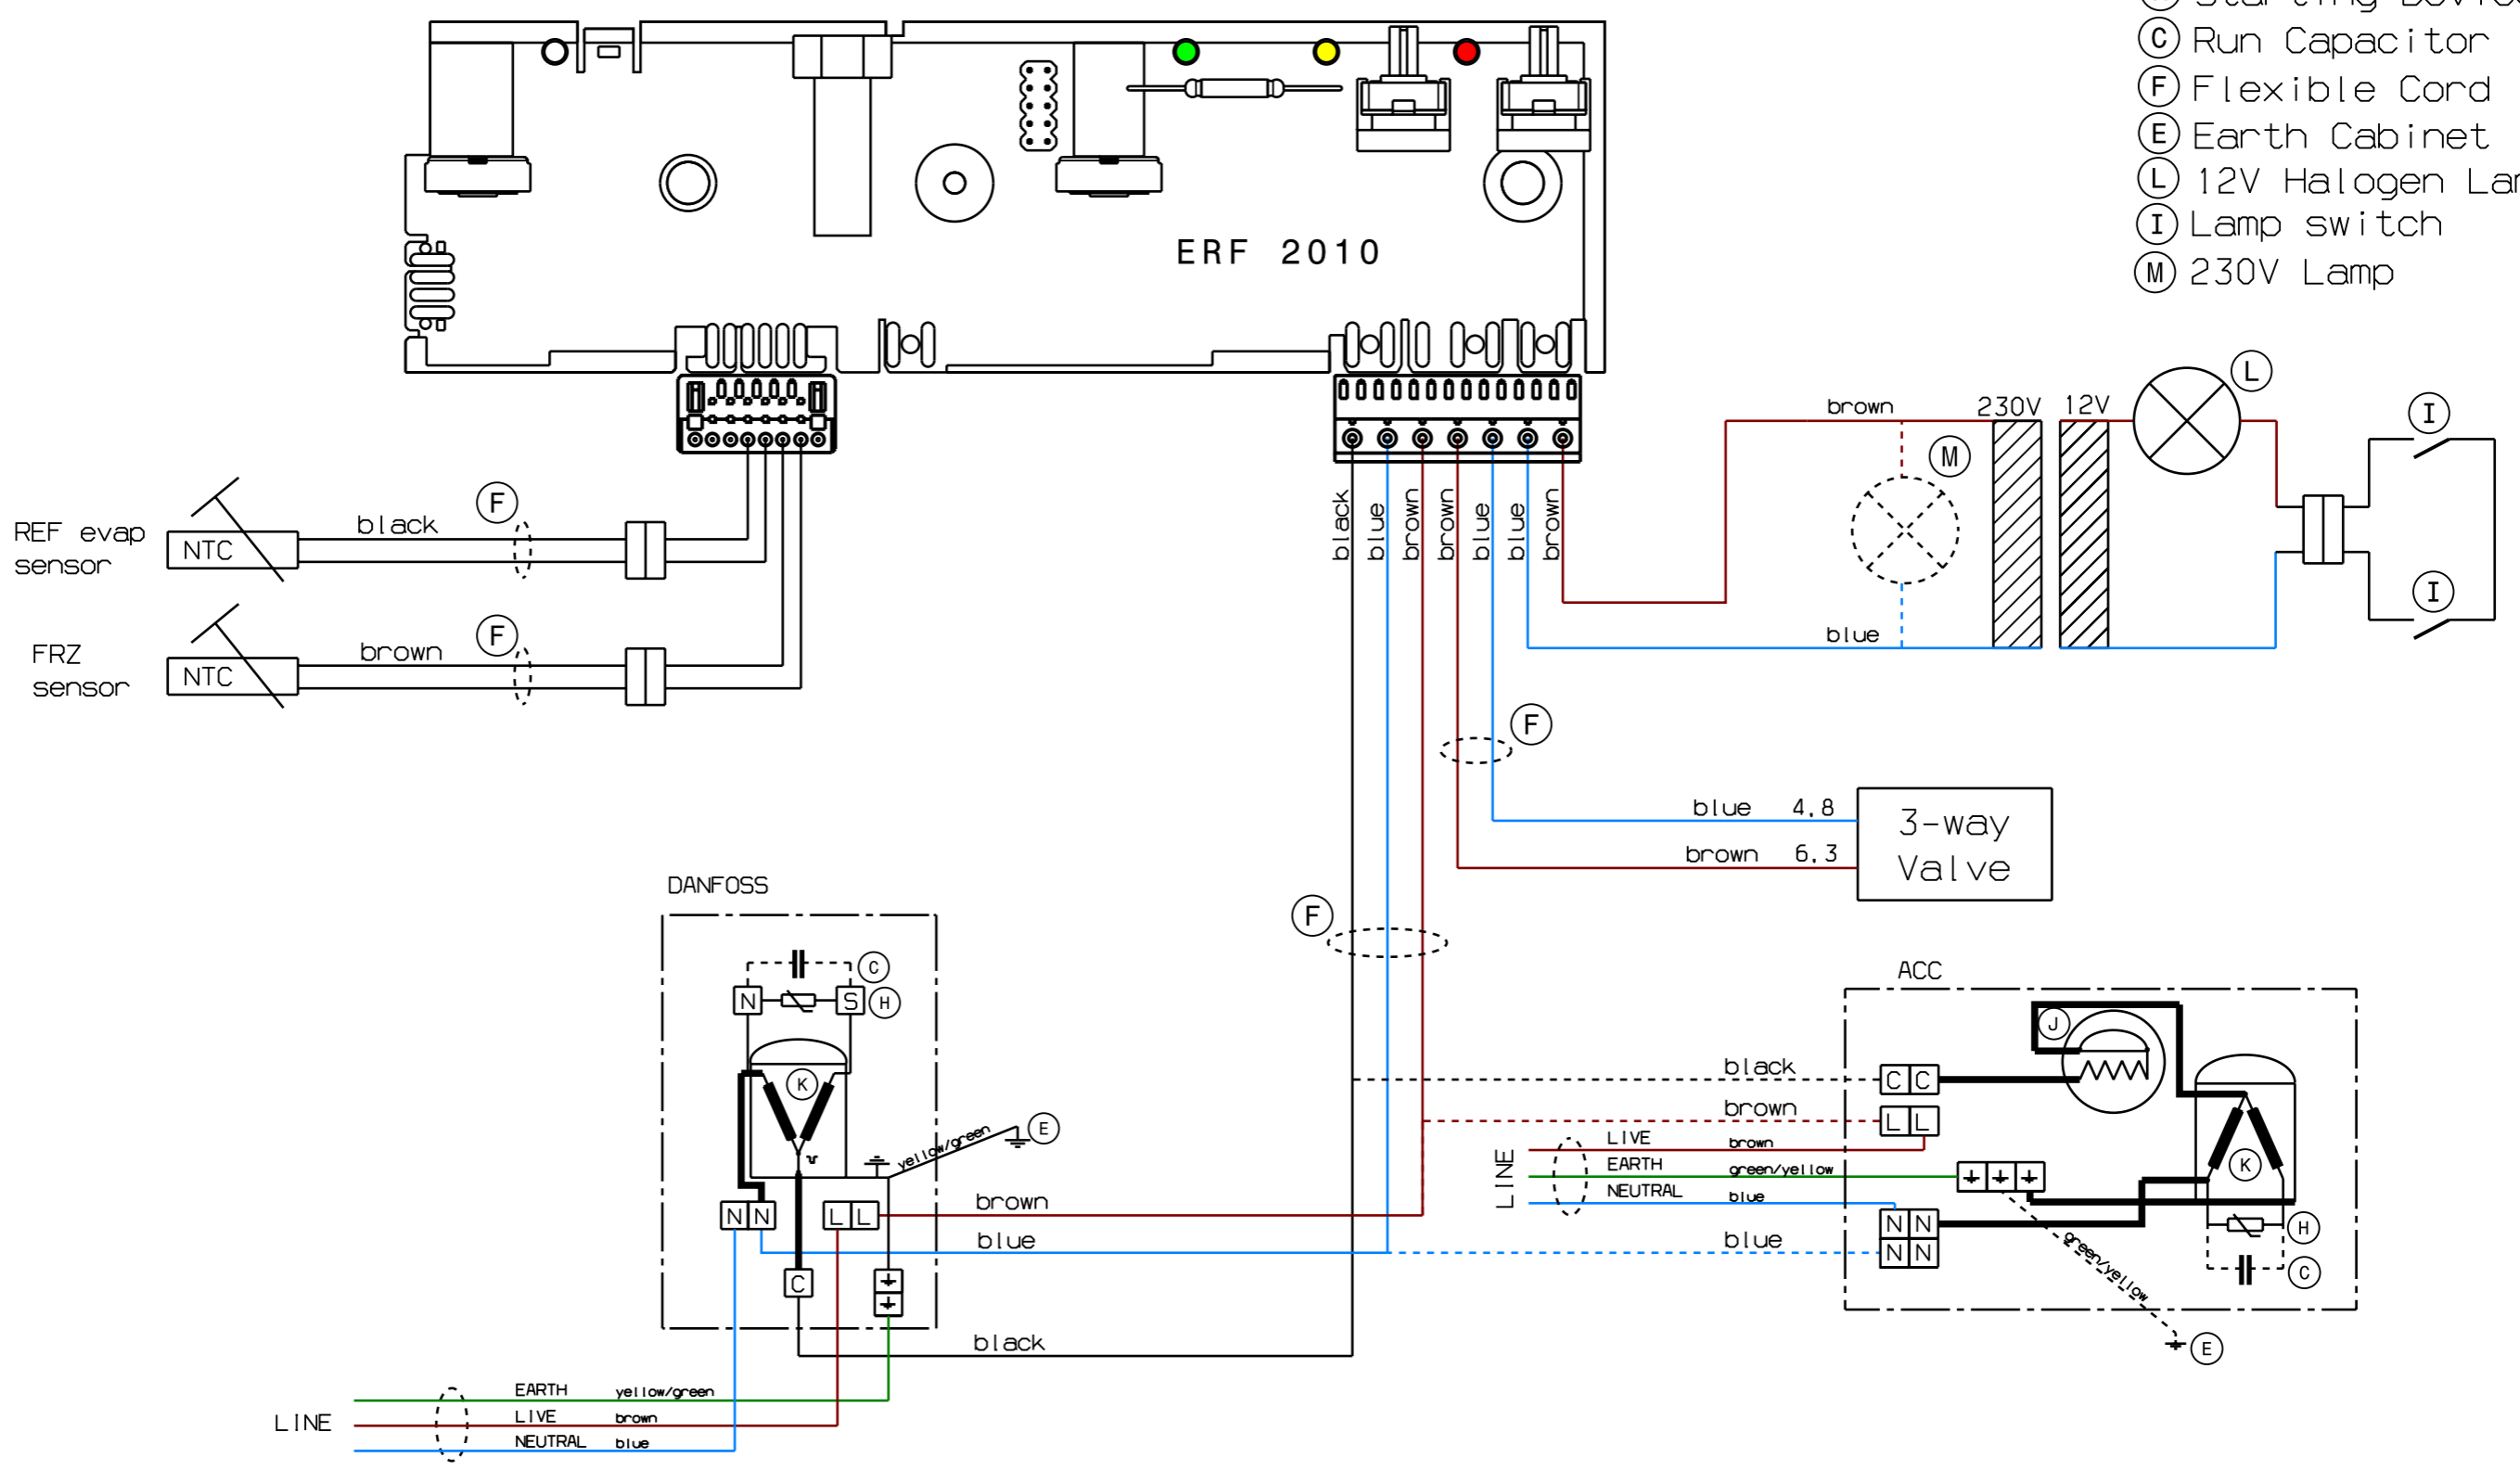 C Run Capacitor
F Flexible Cord
E Earth Cabinet
L 12V Halogen
I Lamp switch
M 230V Lamp
ERF 2010
REF evap
sensor
NTC
black
F
FRZ
sensor
NTC
brown
F
black
blue
brown
brown
blue
blue
brown
brown
230V
12V
L
M
I
I
blue
F
blue 4,8
brown 6,3
3-way
Valve
F
DANFOSS
C
N
S
H
K
yellow/green
E
N N
L L
brown
blue
C
black
LINE
EARTH yellow/green
LIVE brown
NEUTRAL blue
ACC
J
black
C C
brown
L L
LINE
LIVE brown
EARTH green/yellow
NEUTRAL blue
K
N N
N N
blue
H
C
green/yellow
E